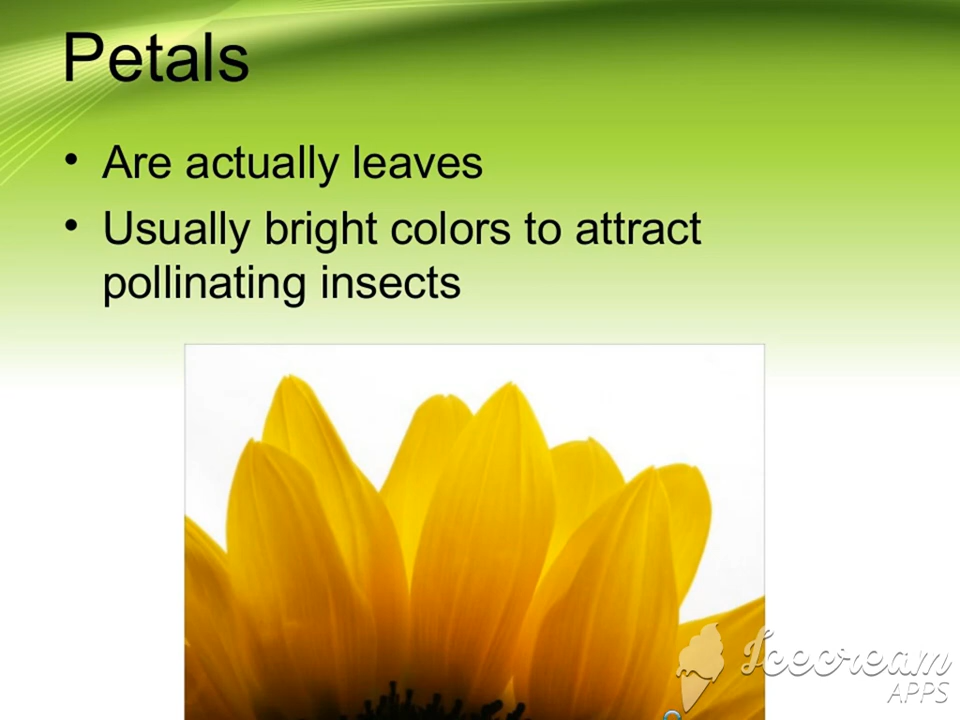 Petals
• Are actually leaves
• Usually bright colors to attract
pollinating insects
Icecream
APPS